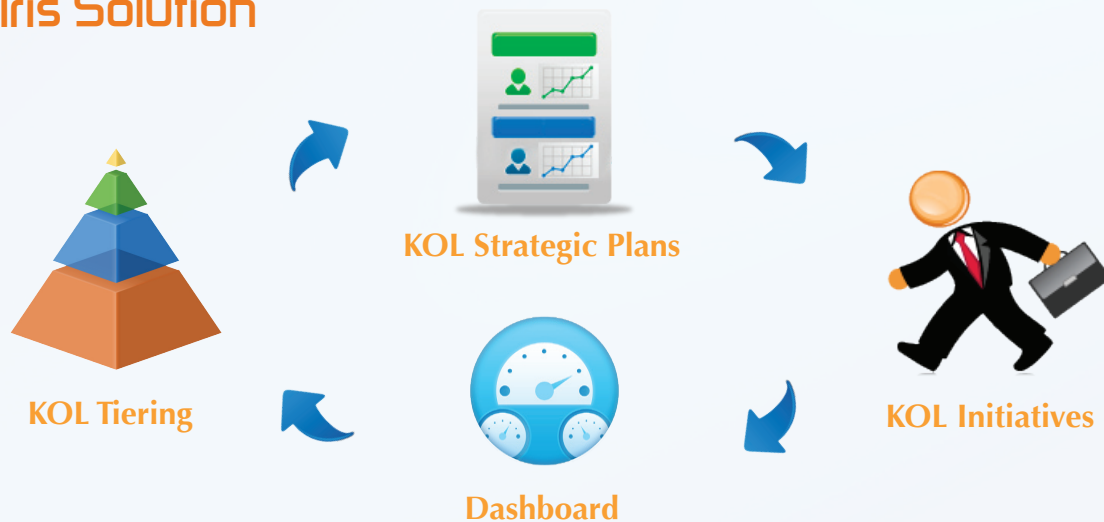 Iris Solution
KOL Strategic Plans
KOL Tiering
KOL Initiatives
Dashboard